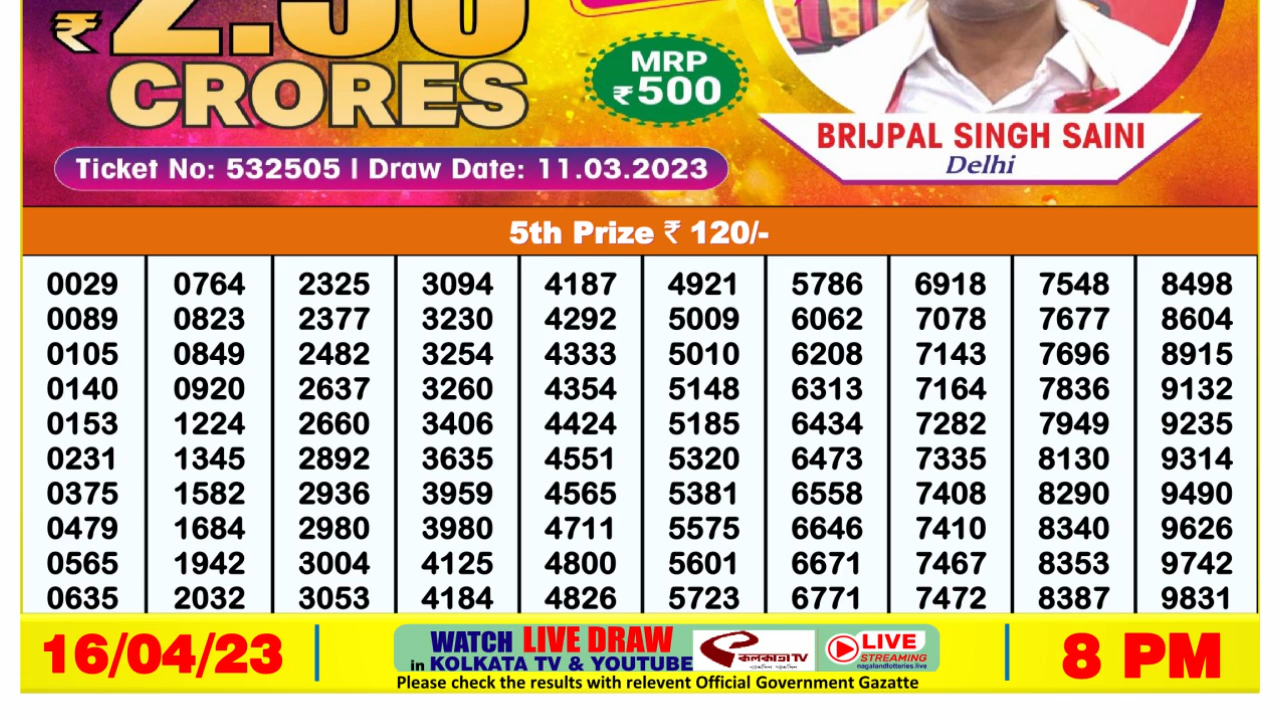 ₹ 2.50
CRORES
MRP
₹500
BRIJPAL SINGH SAINI
Delhi
Ticket No: 532505 | Draw Date: 11.03.2023
5th Prize ₹ 120/-
0029 0764 2325 3094 4187 4921 5786 6918 7548 8498
0089 0823 2377 3230 4292 5009 6062 7078 7677 8604
0105 0849 2482 3254 4333 5010 6208 7143 7696 8915
0140 0920 2637 3260 4354 5148 6313 7164 7836 9132
0153 1224 2660 3406 4424 5185 6434 7282 7949 9235
0231 1345 2892 3635 4551 5320 6473 7335 8130 9314
0375 1582 2936 3959 4565 5381 6558 7408 8290 9490
0479 1684 2980 3980 4711 5575 6646 7410 8340 9626
0565 1942 3004 4125 4800 5601 6671 7467 8353 9742
0635 2032 3053 4184 4826 5723 6771 7472 8387 9831
16/04/23
WATCH LIVE DRAW
in KOLKATA TV & YOUTUBE
কলকাতা TV
LIVE
STREAMING
nagalandlotteries.live
Please check the results with relevent Official Government Gazatte
8 PM